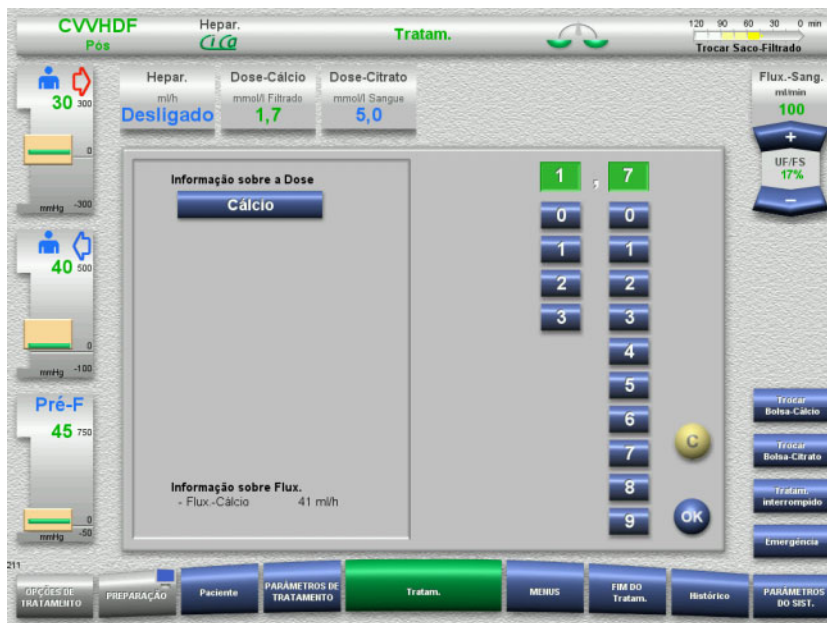 CVVHDF
Pós
Hepar.
CiCa
Tratam.
120 90 60 30 0 min
Trocar Saco-Filtrado
30 300
0
mmHg -300
40 500
0
mmHg -100
Pré-F
45 750
0
mmHg -50
Hepar.
ml/h
Desligado
Dose-Cálcio
mmol/l Filtrado
1,7
Dose-Citrato
mmol/l Sangue
5,0
Informação sobre a Dose
Cálcio
Informação sobre Flux.
- Flux.-Cálcio 41 ml/h
1 , 7
0 0
1 1
2 2
3 3
4
5
6
7
8
9
C
OK
Flux.-Sang.
ml/min
100
+
UF/FS
17%
−
Trocar
Bolsa-Cálcio
Trocar
Bolsa-Citrato
Tratam.
interrompido
Emergência
211
OPÇÕES DE
TRATAMENTO
PREPARAÇÃO
Paciente
PARÂMETROS DE
TRATAMENTO
Tratam.
MENUS
FIM DO
Tratam.
Histórico
PARÂMETROS
DO SIST.